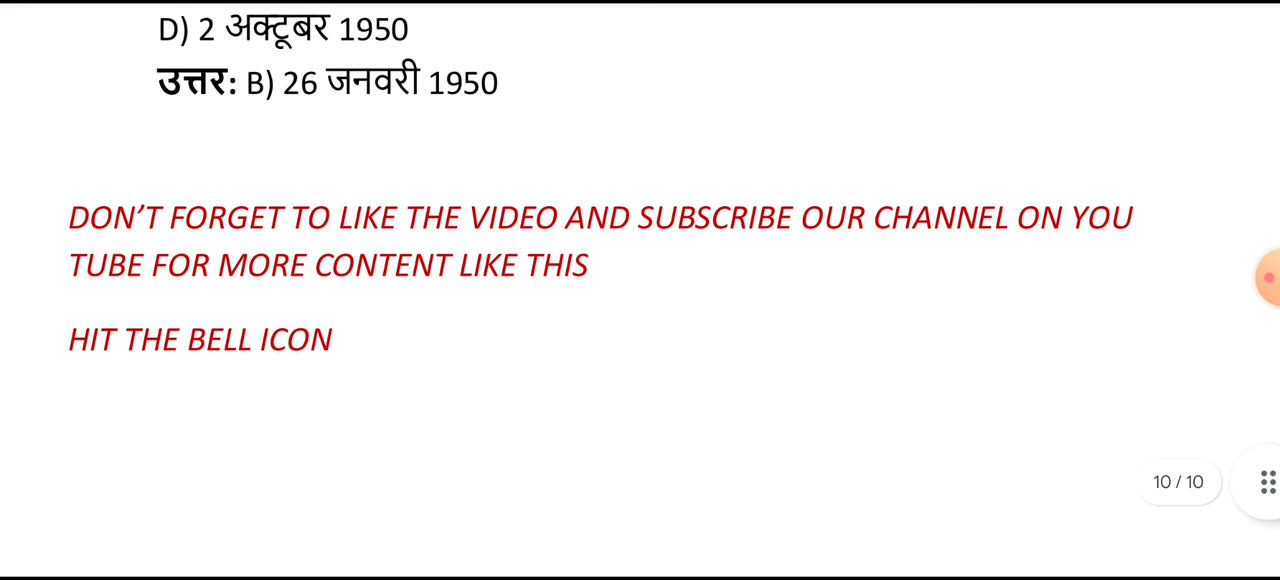 D) 2 अक्टूबर 1950
उत्तर: B) 26 जनवरी 1950
DON’T FORGET TO LIKE THE VIDEO AND SUBSCRIBE OUR CHANNEL ON YOU
TUBE FOR MORE CONTENT LIKE THIS
HIT THE BELL ICON
10 / 10